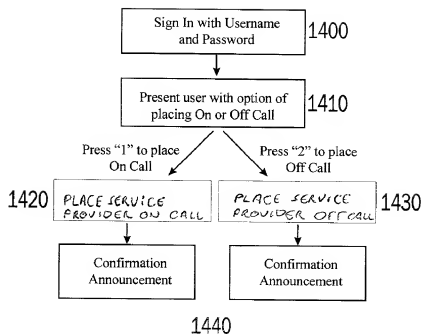 Sign In with Username
and Password
1400
Present user with option of
placing On or Off Call
1410
Press “1” to place
On Call
Press “2” to place
Off Call
1420
PLACE SERVICE
PROVIDER ON CALL
PLACE SERVICE
PROVIDER OFF CALL
1430
Confirmation
Announcement
Confirmation
Announcement
1440